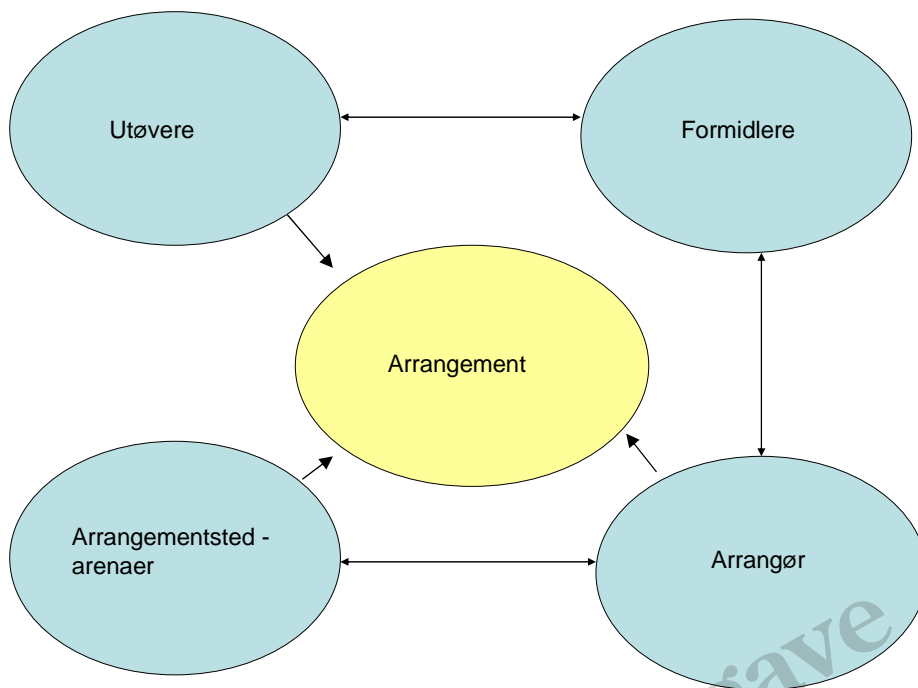 Utøvere
Formidlere
Arrangement
Arrangementsted -
arenaer
Arrangør